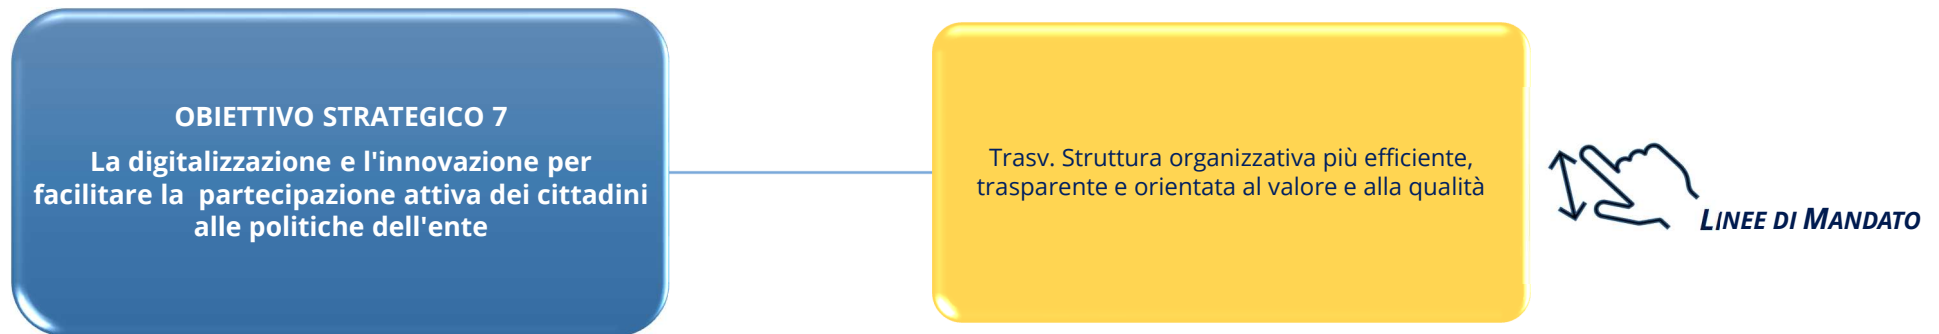 OBIETTIVO STRATEGICO 7
La digitalizzazione e l'innovazione per
facilitare la  partecipazione attiva dei cittadini
alle politiche dell'ente
Trasv. Struttura organizzativa più efficiente,
trasparente e orientata al valore e alla qualità
LINEE DI MANDATO